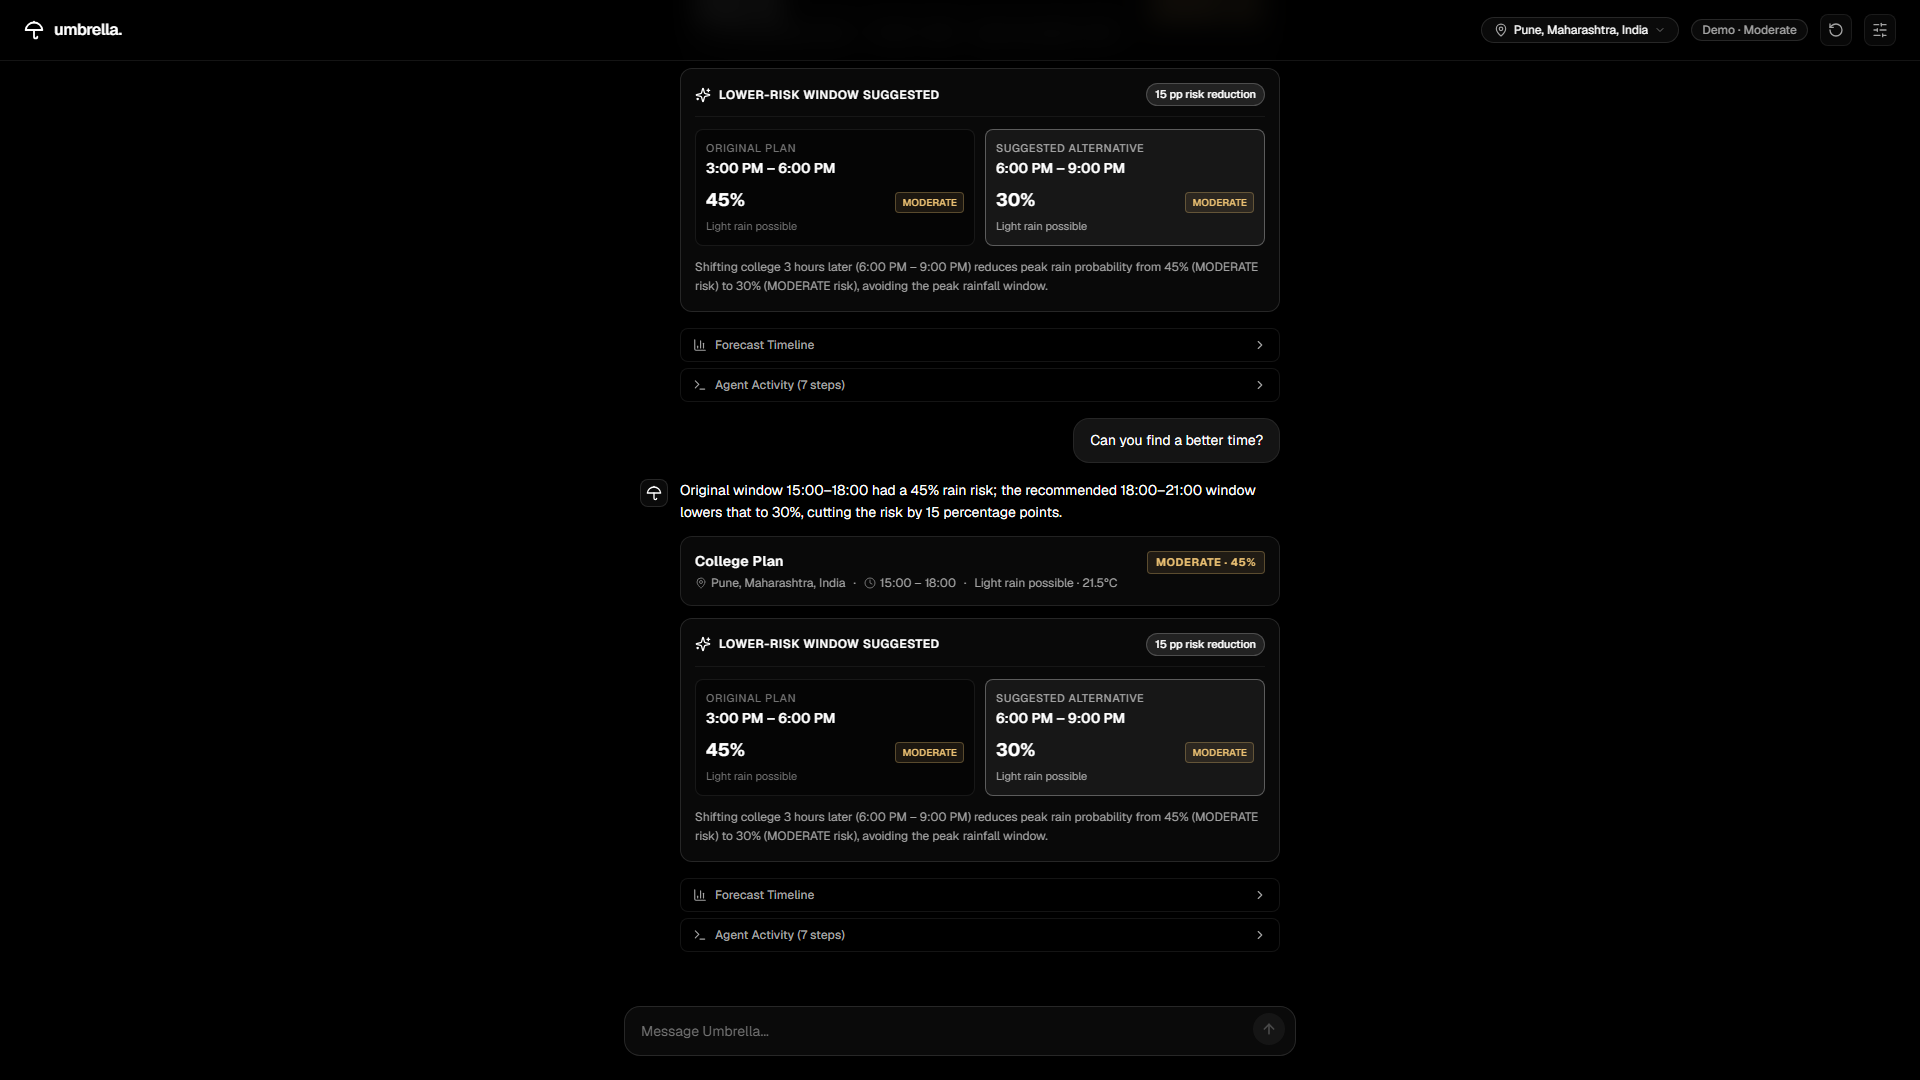 umbrella.
Pune, Maharashtra, India
Demo · Moderate
LOWER-RISK WINDOW SUGGESTED
15 pp risk reduction
ORIGINAL PLAN
3:00 PM – 6:00 PM
45%
MODERATE
Light rain possible
SUGGESTED ALTERNATIVE
6:00 PM – 9:00 PM
30%
MODERATE
Light rain possible
Shifting college 3 hours later (6:00 PM – 9:00 PM) reduces peak rain probability from 45% (MODERATE
risk) to 30% (MODERATE risk), avoiding the peak rainfall window.
Forecast Timeline
Agent Activity (7 steps)
Can you find a better time?
Original window 15:00–18:00 had a 45% rain risk; the recommended 18:00–21:00 window
lowers that to 30%, cutting the risk by 15 percentage points.
College Plan
MODERATE · 45%
Pune, Maharashtra, India · 15:00 – 18:00 · Light rain possible · 21.5°C
LOWER-RISK WINDOW SUGGESTED
15 pp risk reduction
ORIGINAL PLAN
3:00 PM – 6:00 PM
45%
MODERATE
Light rain possible
SUGGESTED ALTERNATIVE
6:00 PM – 9:00 PM
30%
MODERATE
Light rain possible
Shifting college 3 hours later (6:00 PM – 9:00 PM) reduces peak rain probability from 45% (MODERATE
risk) to 30% (MODERATE risk), avoiding the peak rainfall window.
Forecast Timeline
Agent Activity (7 steps)
Message Umbrella...